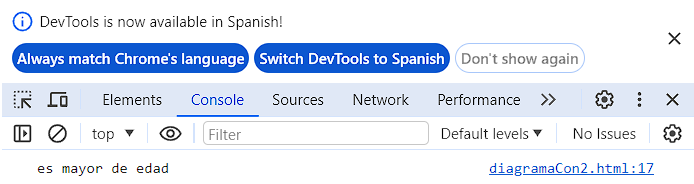 DevTools is now available in Spanish!
Always match Chrome's language Switch DevTools to Spanish Don't show again
Elements Console Sources Network Performance
top Filter Default levels No Issues
es mayor de edad diagramaCon2.html:17